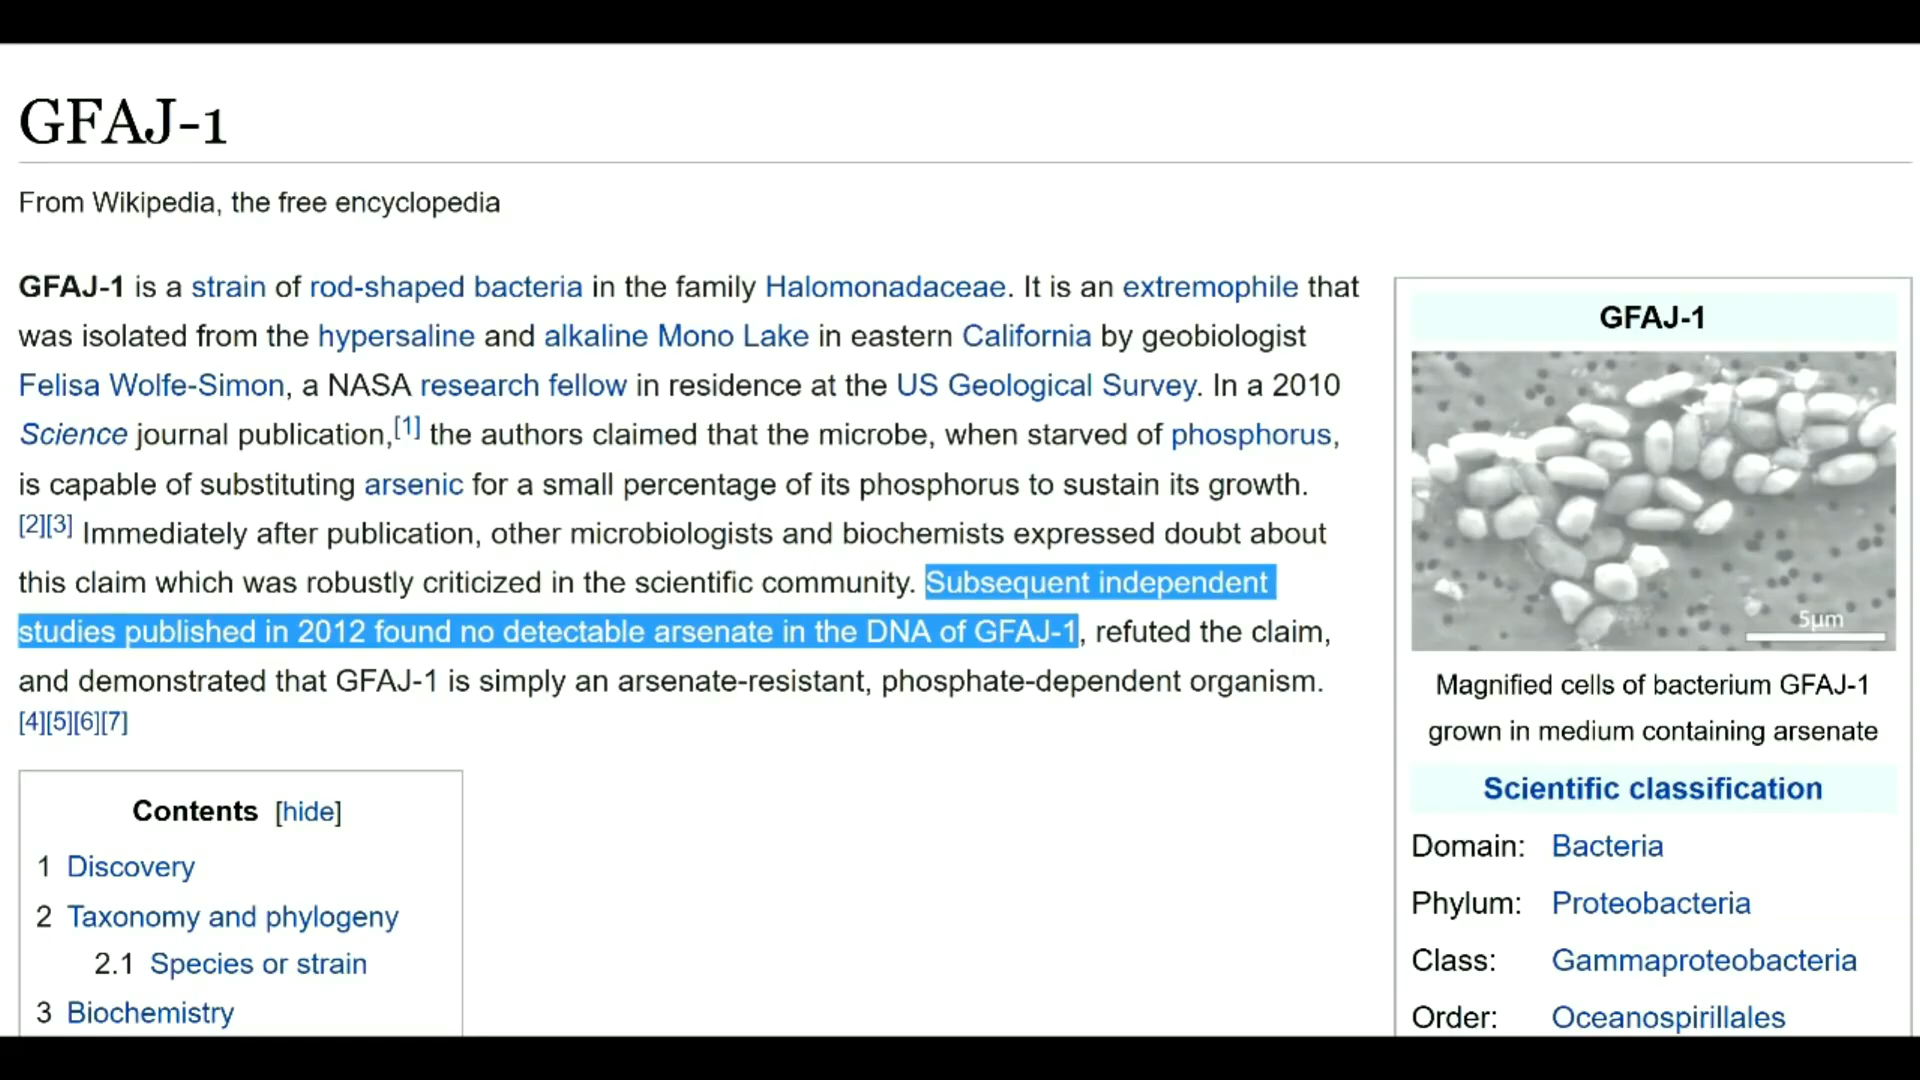 GFAJ-1
From Wikipedia, the free encyclopedia
GFAJ-1 is a strain of rod-shaped bacteria in the family Halomonadaceae. It is an extremophile that
was isolated from the hypersaline and alkaline Mono Lake in eastern California by geobiologist
Felisa Wolfe-Simon, a NASA research fellow in residence at the US Geological Survey. In a 2010
Science journal publication,[1] the authors claimed that the microbe, when starved of phosphorus,
is capable of substituting arsenic for a small percentage of its phosphorus to sustain its growth.
[2][3] Immediately after publication, other microbiologists and biochemists expressed doubt about
this claim which was robustly criticized in the scientific community. Subsequent independent
studies published in 2012 found no detectable arsenate in the DNA of GFAJ-1, refuted the claim,
and demonstrated that GFAJ-1 is simply an arsenate-resistant, phosphate-dependent organism.
[4][5][6][7]
Contents [hide]
1 Discovery
2 Taxonomy and phylogeny
2.1 Species or strain
3 Biochemistry
GFAJ-1
5µm
Magnified cells of bacterium GFAJ-1
grown in medium containing arsenate
Scientific classification
Domain: Bacteria
Phylum: Proteobacteria
Class: Gammaproteobacteria
Order: Oceanospirillales